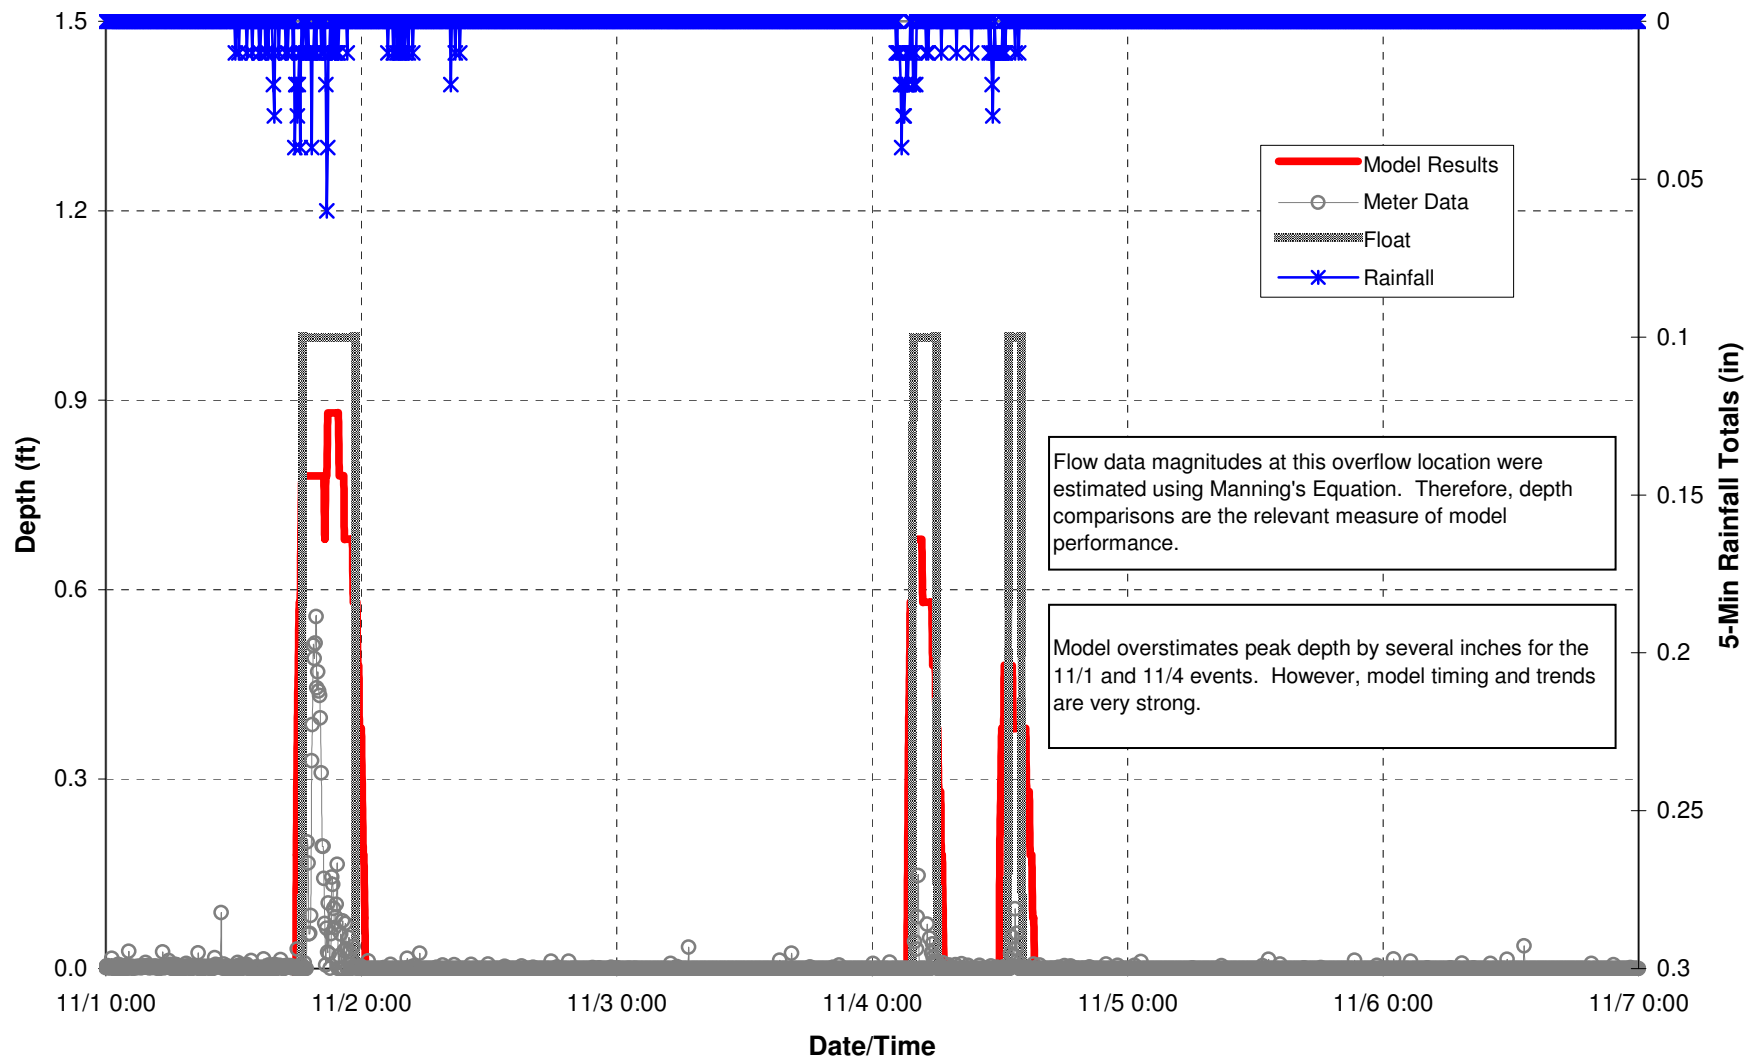 1.5
1.2
0.9
0.6
0.3
0.0
Depth (ft)
0
0.05
0.1
0.15
0.2
0.25
0.3
5-Min Rainfall Totals (in)
Model Results
Meter Data
Float
Rainfall
Flow data magnitudes at this overflow location were
estimated using Manning's Equation.  Therefore, depth
comparisons are the relevant measure of model
performance.
Model overstimates peak depth by several inches for the
11/1 and 11/4 events.  However, model timing and trends
are very strong.
11/1 0:00
11/2 0:00
11/3 0:00
11/4 0:00
11/5 0:00
11/6 0:00
11/7 0:00
Date/Time